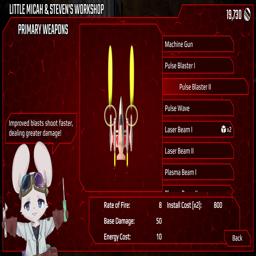 LITTLE MICAH & STEVEN'S WORKSHOP
19,730
PRIMARY WEAPONS
Machine Gun
Pulse Blaster I
Pulse Blaster II
Pulse Wave
Laser Beam I x2
Laser Beam II
Plasma Beam I
Improved blasts shoot faster,
dealing greater damage!
Rate of Fire: 8 Install Cost [x2]: 800
Base Damage: 50
Energy Cost: 10
Back